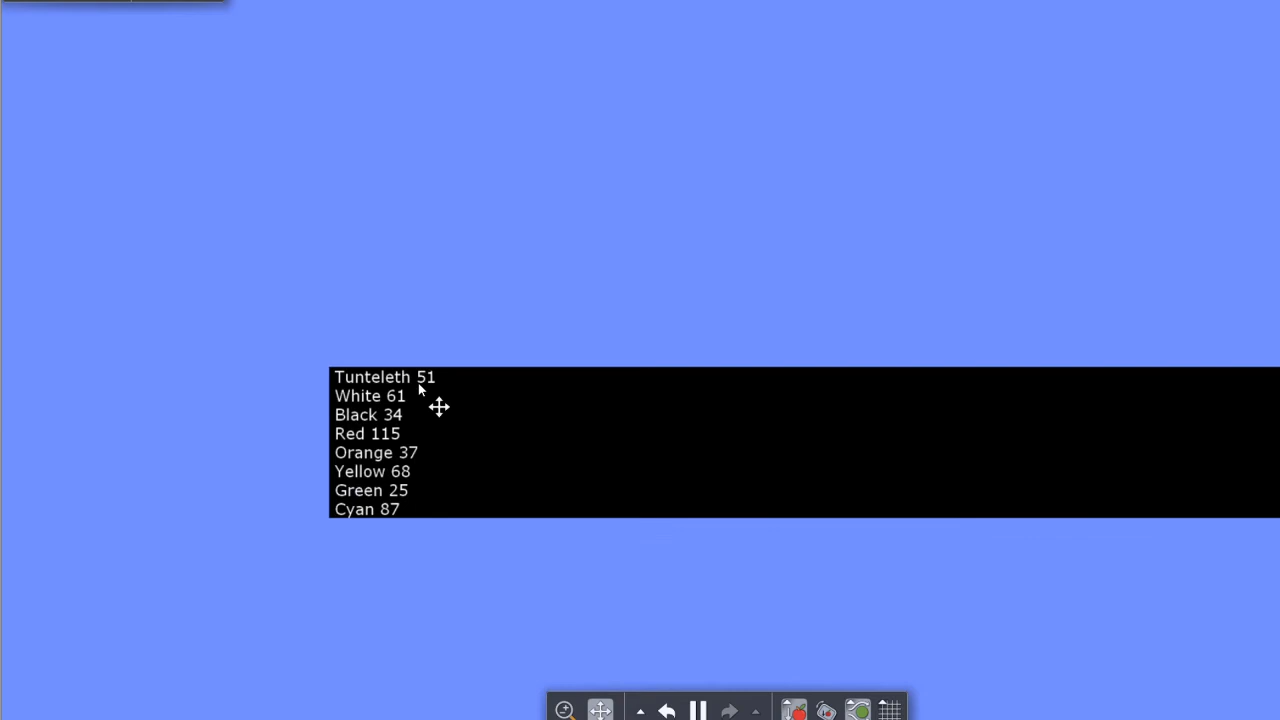 Tunteleth 51
White 61
Black 34
Red 115
Orange 37
Yellow 68
Green 25
Cyan 87